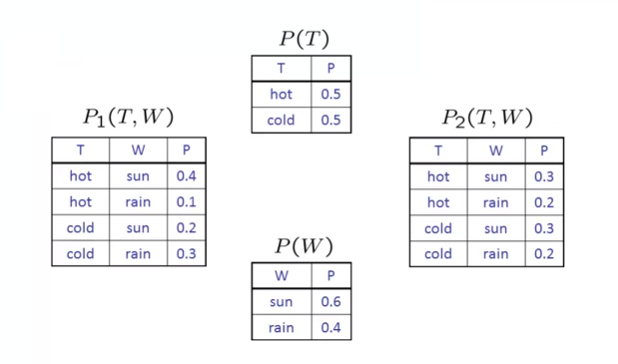 P(T)
T P
hot 0.5
cold 0.5
P₁(T, W)
T W P
hot sun 0.4
hot rain 0.1
cold sun 0.2
cold rain 0.3
P₂(T, W)
T W P
hot sun 0.3
hot rain 0.2
cold sun 0.3
cold rain 0.2
P(W)
W P
sun 0.6
rain 0.4